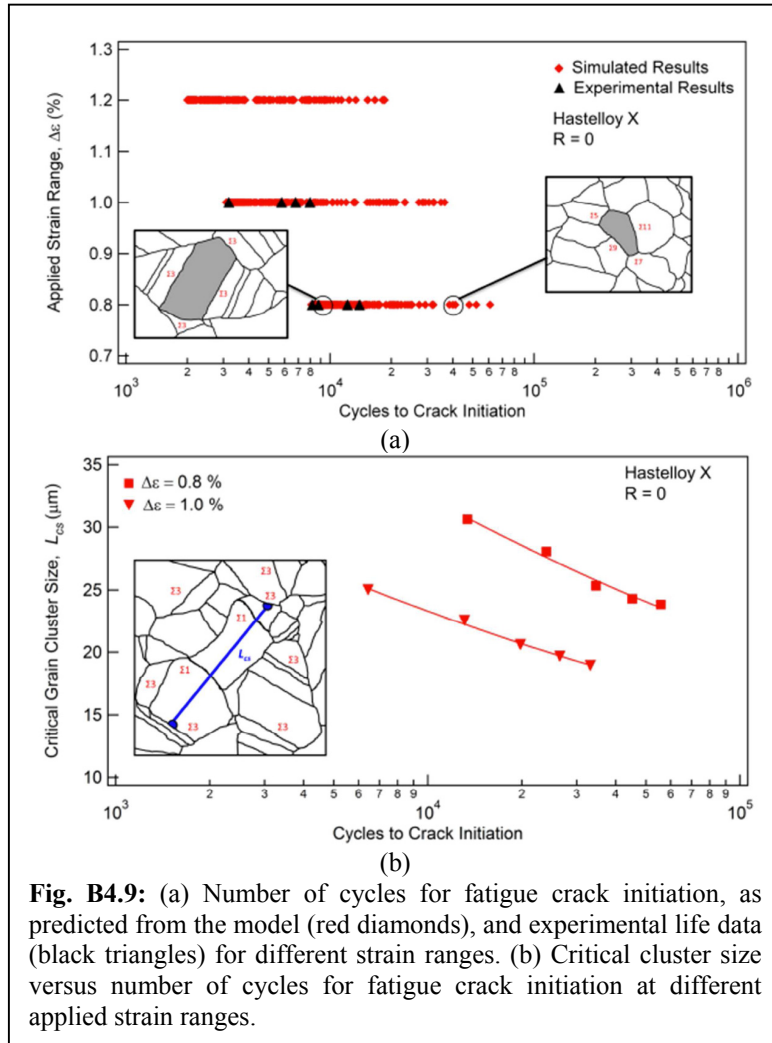 1.3
1.2
1.1
1.0
0.9
0.8
0.7
Applied Strain Range, Δε (%)
Simulated Results
Experimental Results
Hastelloy X
R = 0
Σ3
Σ3
Σ3
Σ3
Σ5
Σ11
Σ9
Σ7
10³ 2 3 4 5 6 7 8 10⁴ 2 3 4 5 6 7 8 10⁵ 2 3 4 5 6 7 8 10⁶
Cycles to Crack Initiation
(a)
35
30
25
20
15
10
Critical Grain Cluster Size, Lcs (μm)
Δε = 0.8 %
Δε = 1.0 %
Hastelloy X
R = 0
Σ3
Σ3
Σ3
Σ1
Lcs
Σ3
Σ1
Σ3
Σ3
Σ3
10³ 2 3 4 5 6 7 8 9 10⁴ 2 3 4 5 6 7 8 9 10⁵
Cycles to Crack Initiation
(b)
Fig. B4.9: (a) Number of cycles for fatigue crack initiation, as
predicted from the model (red diamonds), and experimental life data
(black triangles) for different strain ranges. (b) Critical cluster size
versus number of cycles for fatigue crack initiation at different
applied strain ranges.